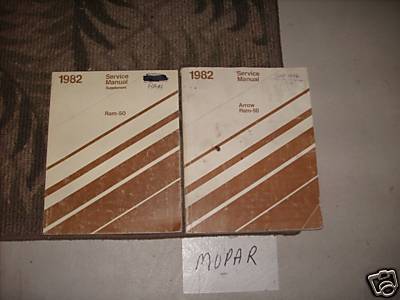 1982
Service
Manual
Supplement
Ram-50
1982
Service
Manual
Arrow
Ram-50
MOPAR